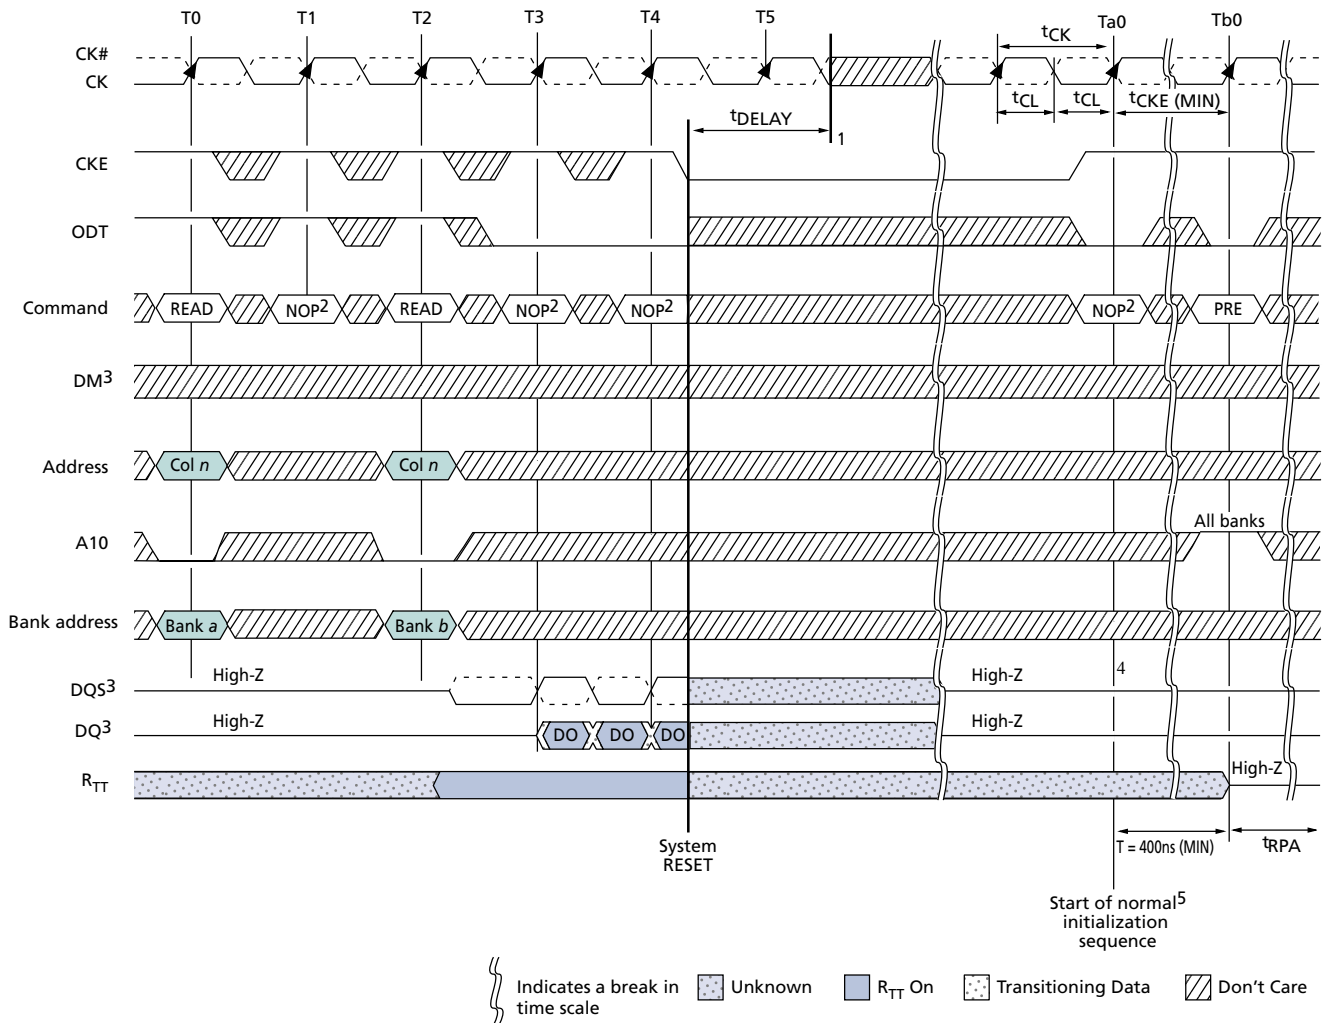 T0 T1 T2 T3 T4 T5 Ta0 Tb0
CK#
CK
tCK
tCL tCL tCKE (MIN)
tDELAY
1
CKE
ODT
Command READ NOP2 READ NOP2 NOP2 NOP2 PRE
DM3
Address Col n Col n
A10 All banks
Bank address Bank a Bank b
DQS3 High-Z High-Z 4
DQ3 High-Z DO DO DO High-Z
RTT High-Z
System
RESET
T = 400ns (MIN) tRPA
Start of normal5
initialization
sequence
Indicates a break in
time scale
Unknown
RTT On
Transitioning Data
Don't Care